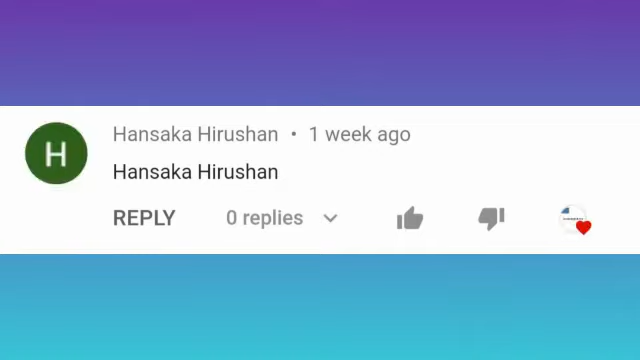 H
Hansaka Hirushan • 1 week ago
Hansaka Hirushan
REPLY 0 replies